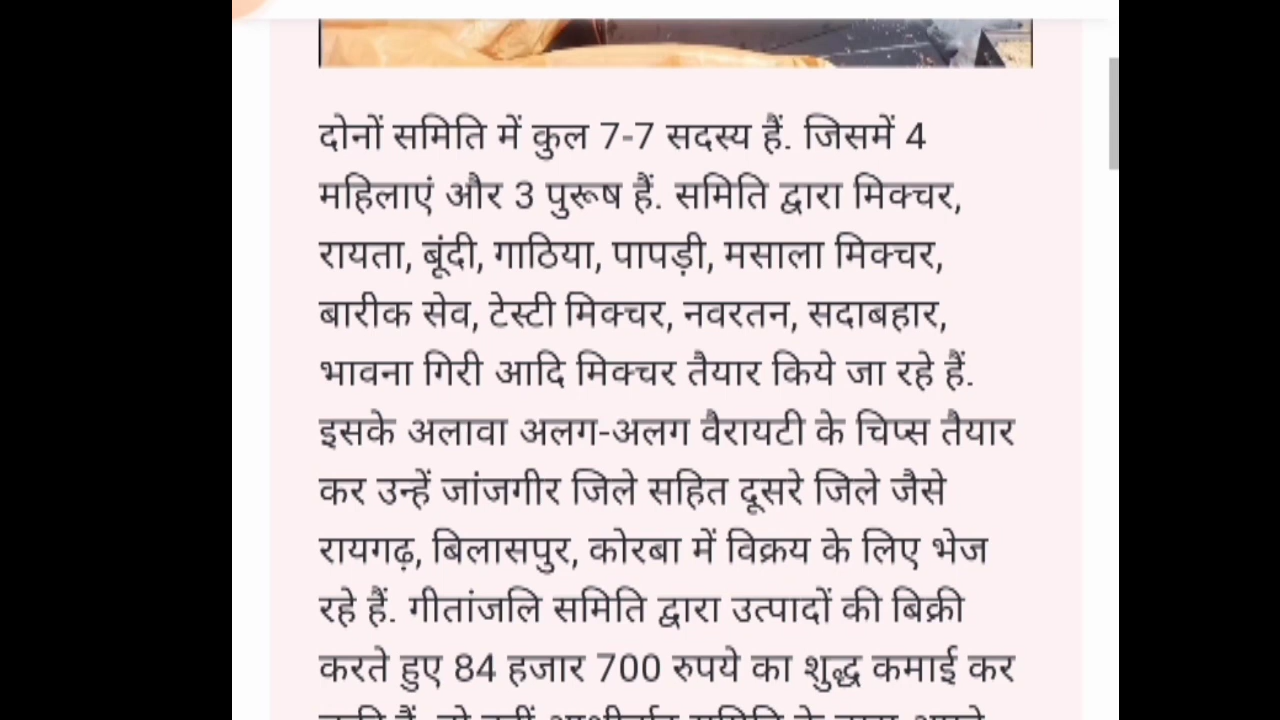 दोनों समिति में कुल 7-7 सदस्य हैं. जिसमें 4
महिलाएं और 3 पुरूष हैं. समिति द्वारा मिक्चर,
रायता, बूंदी, गाठिया, पापड़ी, मसाला मिक्चर,
बारीक सेव, टेस्टी मिक्चर, नवरतन, सदाबहार,
भावना गिरी आदि मिक्चर तैयार किये जा रहे हैं.
इसके अलावा अलग-अलग वैरायटी के चिप्स तैयार
कर उन्हें जांजगीर जिले सहित दूसरे जिले जैसे
रायगढ़, बिलासपुर, कोरबा में विक्रय के लिए भेज
रहे हैं. गीतांजलि समिति द्वारा उत्पादों की बिक्री
करते हुए 84 हजार 700 रुपये का शुद्ध कमाई कर